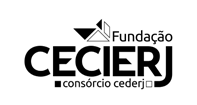 Fundação
CECIERJ
consórcio cederj